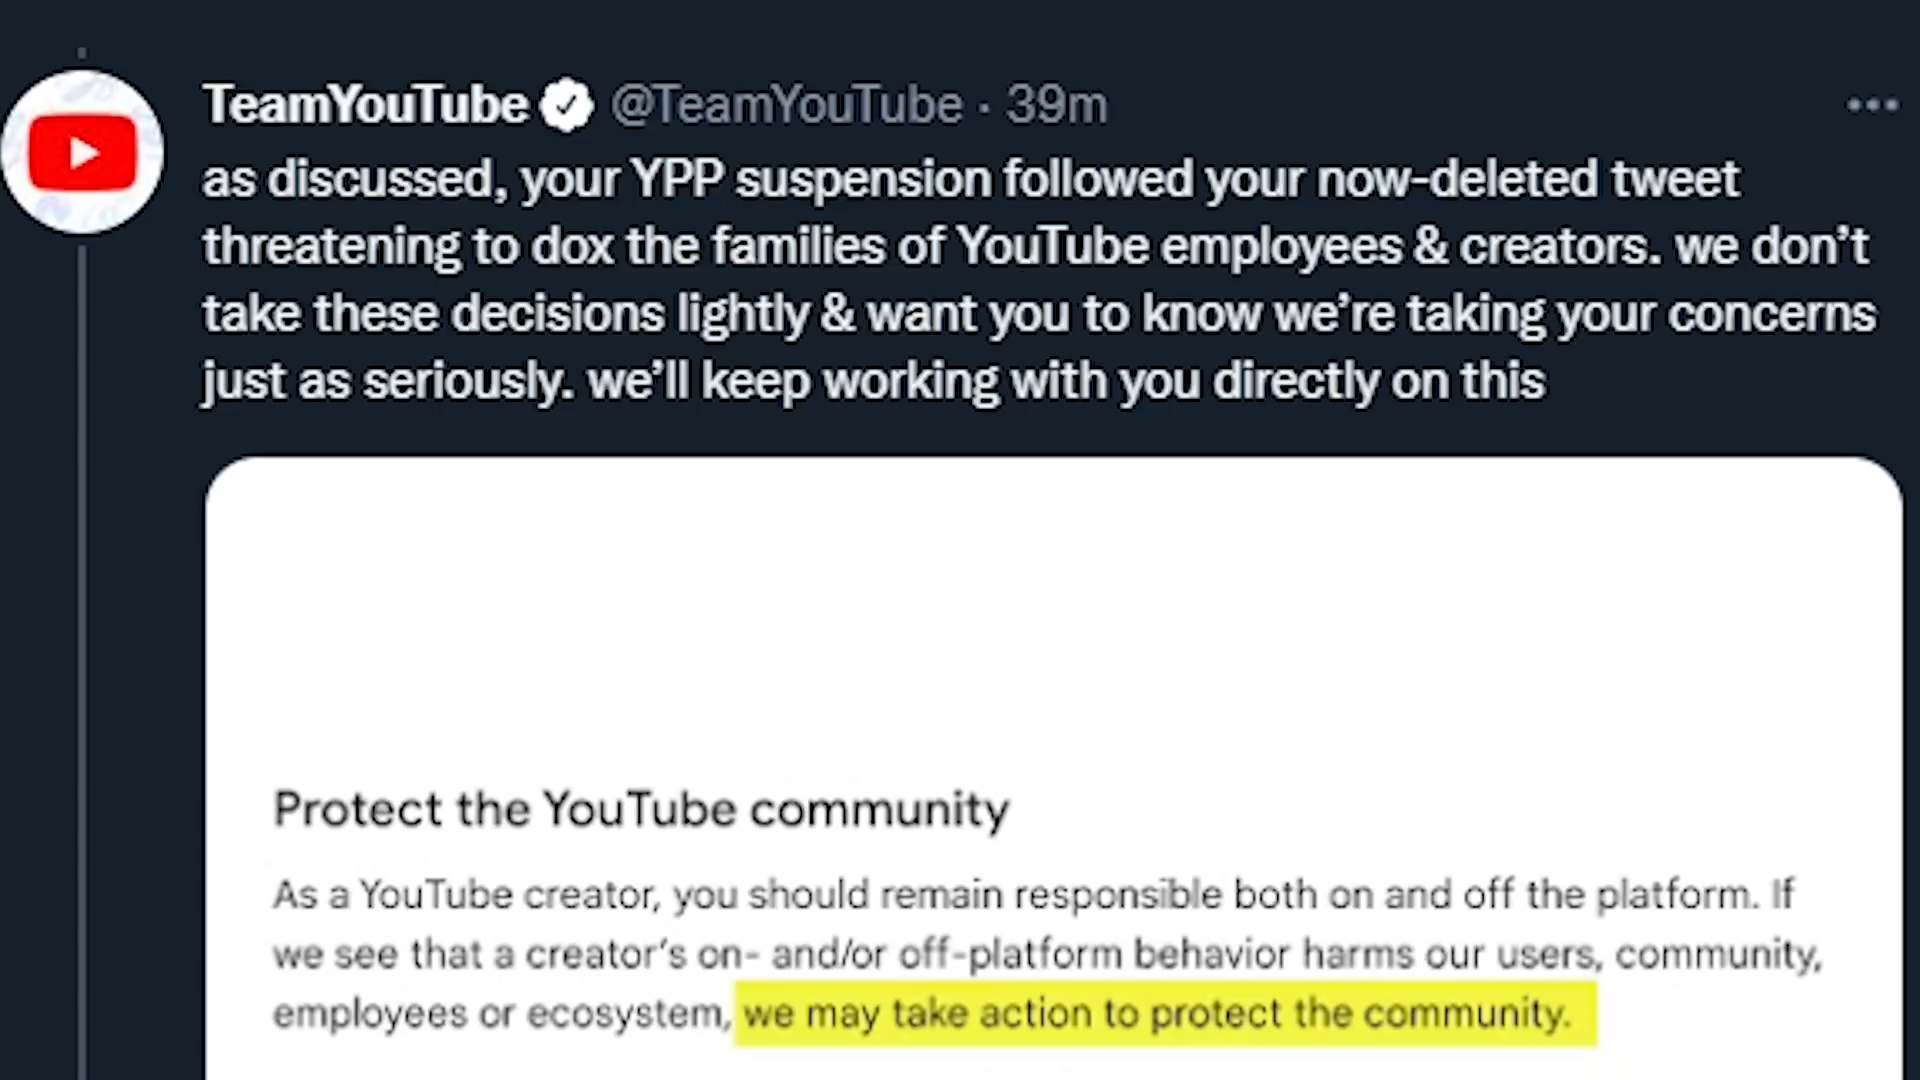 TeamYouTube @TeamYouTube · 39m
as discussed, your YPP suspension followed your now-deleted tweet
threatening to dox the families of YouTube employees & creators. we don’t
take these decisions lightly & want you to know we’re taking your concerns
just as seriously. we’ll keep working with you directly on this
Protect the YouTube community
As a YouTube creator, you should remain responsible both on and off the platform. If
we see that a creator’s on- and/or off-platform behavior harms our users, community,
employees or ecosystem, we may take action to protect the community.